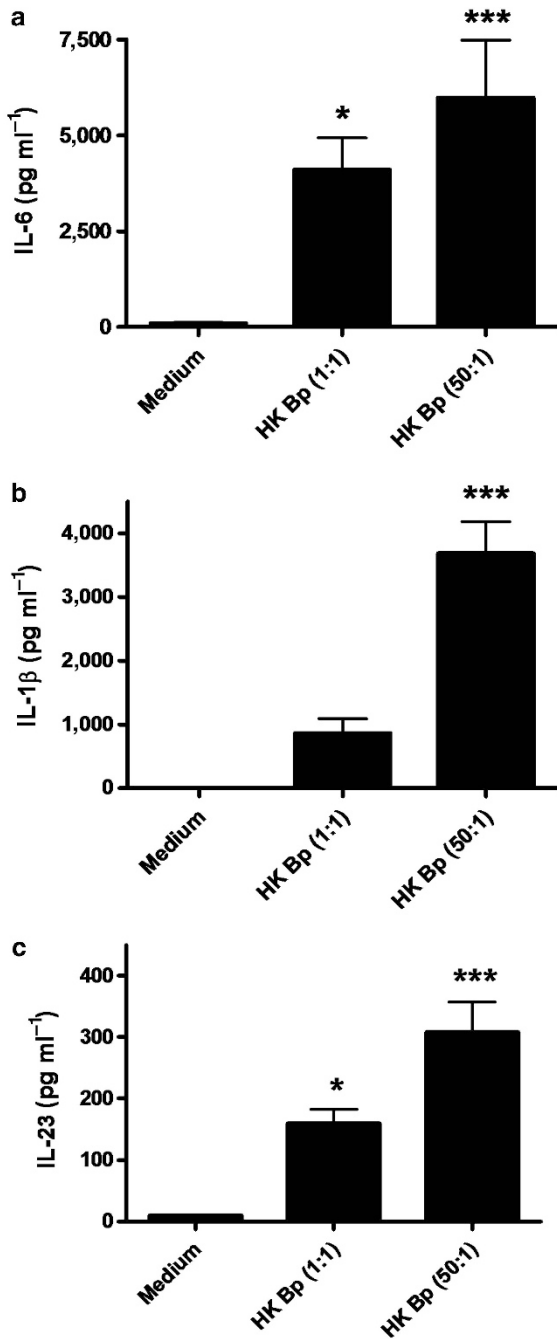 a
IL-6 (pg ml⁻¹)
7,500
5,000
2,500
0
*
***
Medium
HK Bp (1:1)
HK Bp (50:1)
b
IL-1β (pg ml⁻¹)
4,000
3,000
2,000
1,000
0
***
Medium
HK Bp (1:1)
HK Bp (50:1)
c
IL-23 (pg ml⁻¹)
400
300
200
100
0
*
***
Medium
HK Bp (1:1)
HK Bp (50:1)